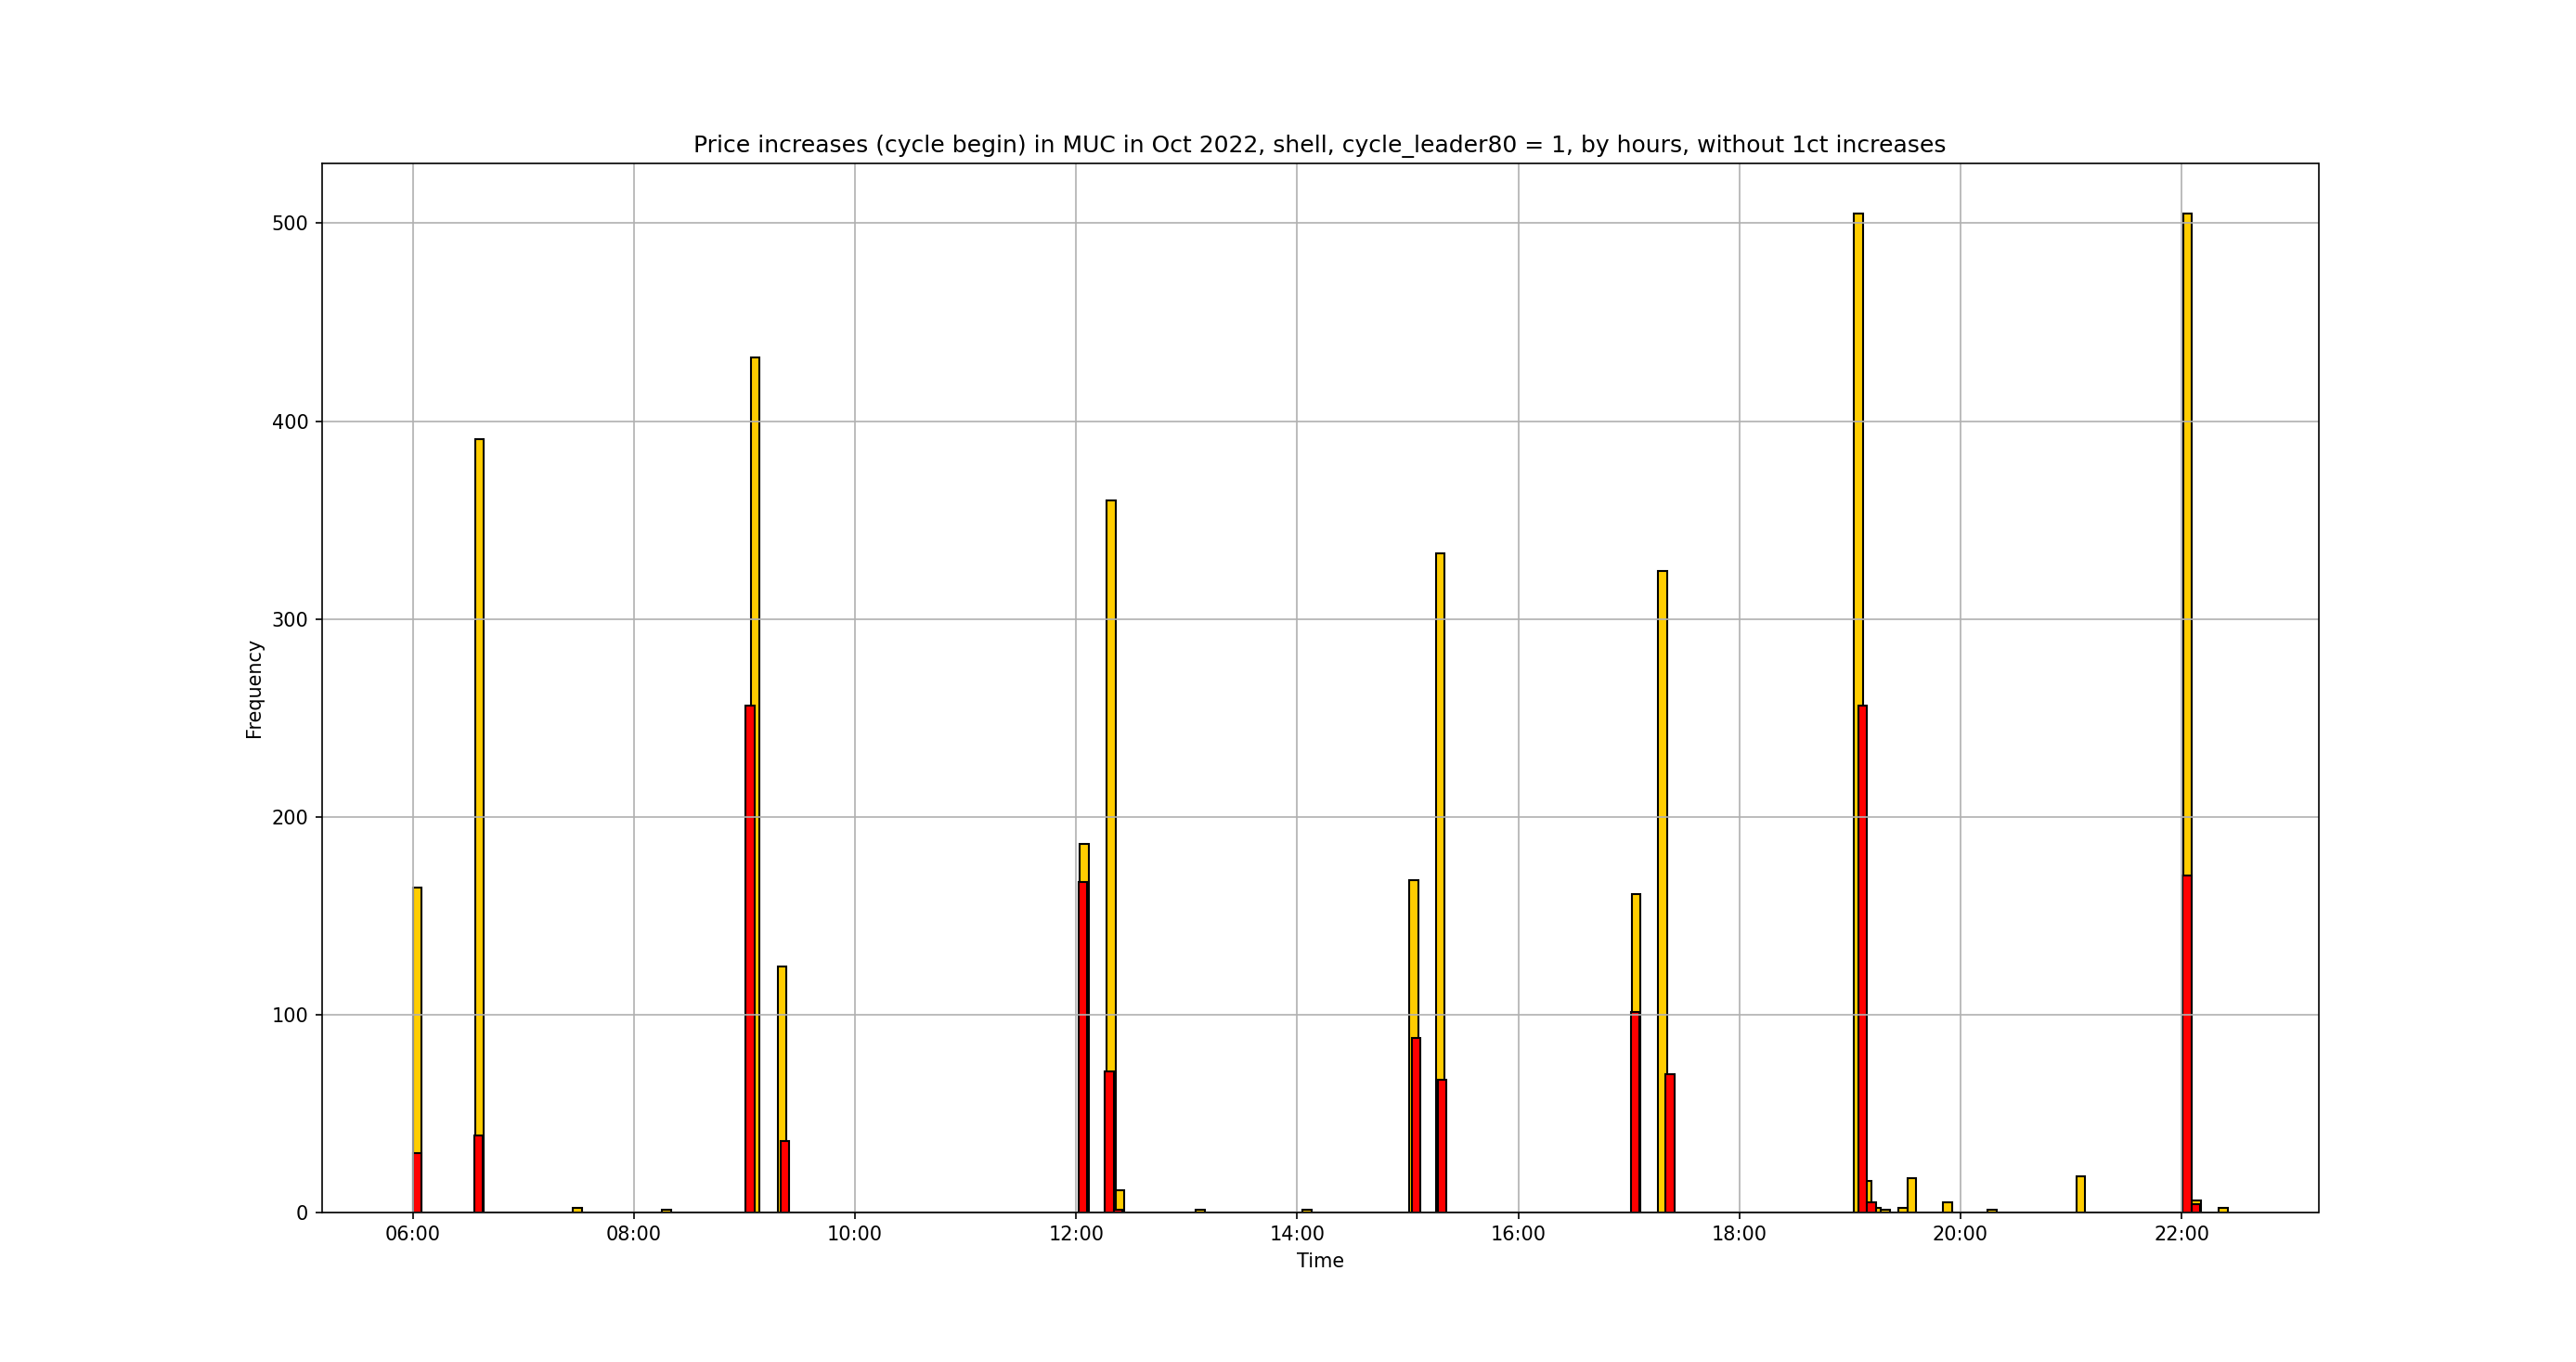 Price increases (cycle begin) in MUC in Oct 2022, shell, cycle_leader80 = 1, by hours, without 1ct increases
500
400
300
200
100
0
Frequency
06:00 08:00 10:00 12:00 14:00 16:00 18:00 20:00 22:00
Time